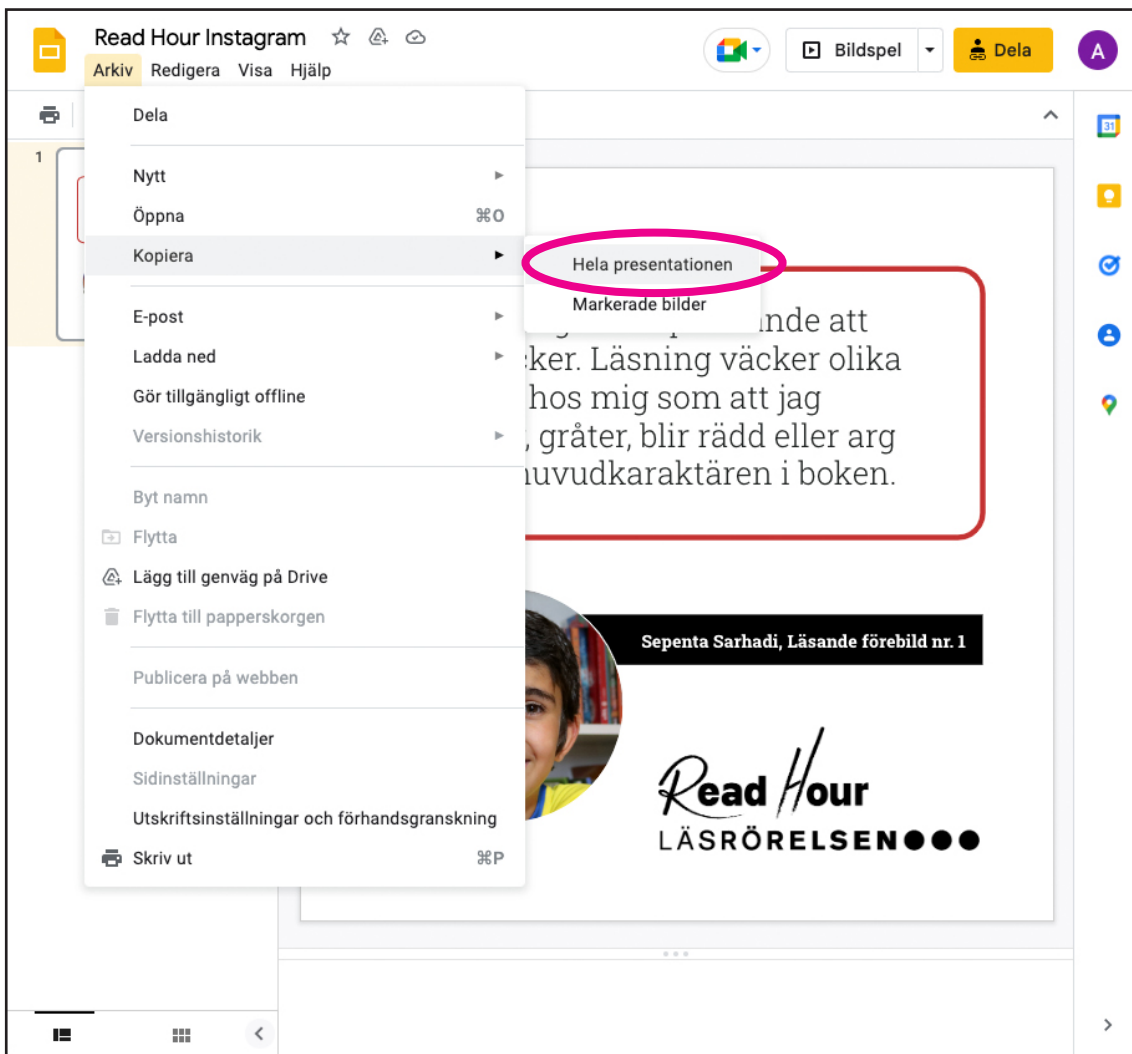 Read Hour Instagram
Arkiv Redigera Visa Hjälp
Bildspel
Dela
A
Dela
Nytt
Öppna ⌘O
Kopiera
Hela presentationen
Markerade bilder
E-post
Ladda ned
Gör tillgängligt offline
Versionshistorik
Byt namn
Flytta
Lägg till genväg på Drive
Flytta till papperskorgen
Publicera på webben
Dokumentdetaljer
Sidinställningar
Utskriftsinställningar och förhandsgranskning
Skriv ut ⌘P
1
att
Läsning väcker olika
hos mig som att jag
, gråter, blir rädd eller arg
huvudkaraktären i boken.
Sepenta Sarhadi, Läsande förebild nr. 1
Read Hour
LÄSRÖRELSEN
31